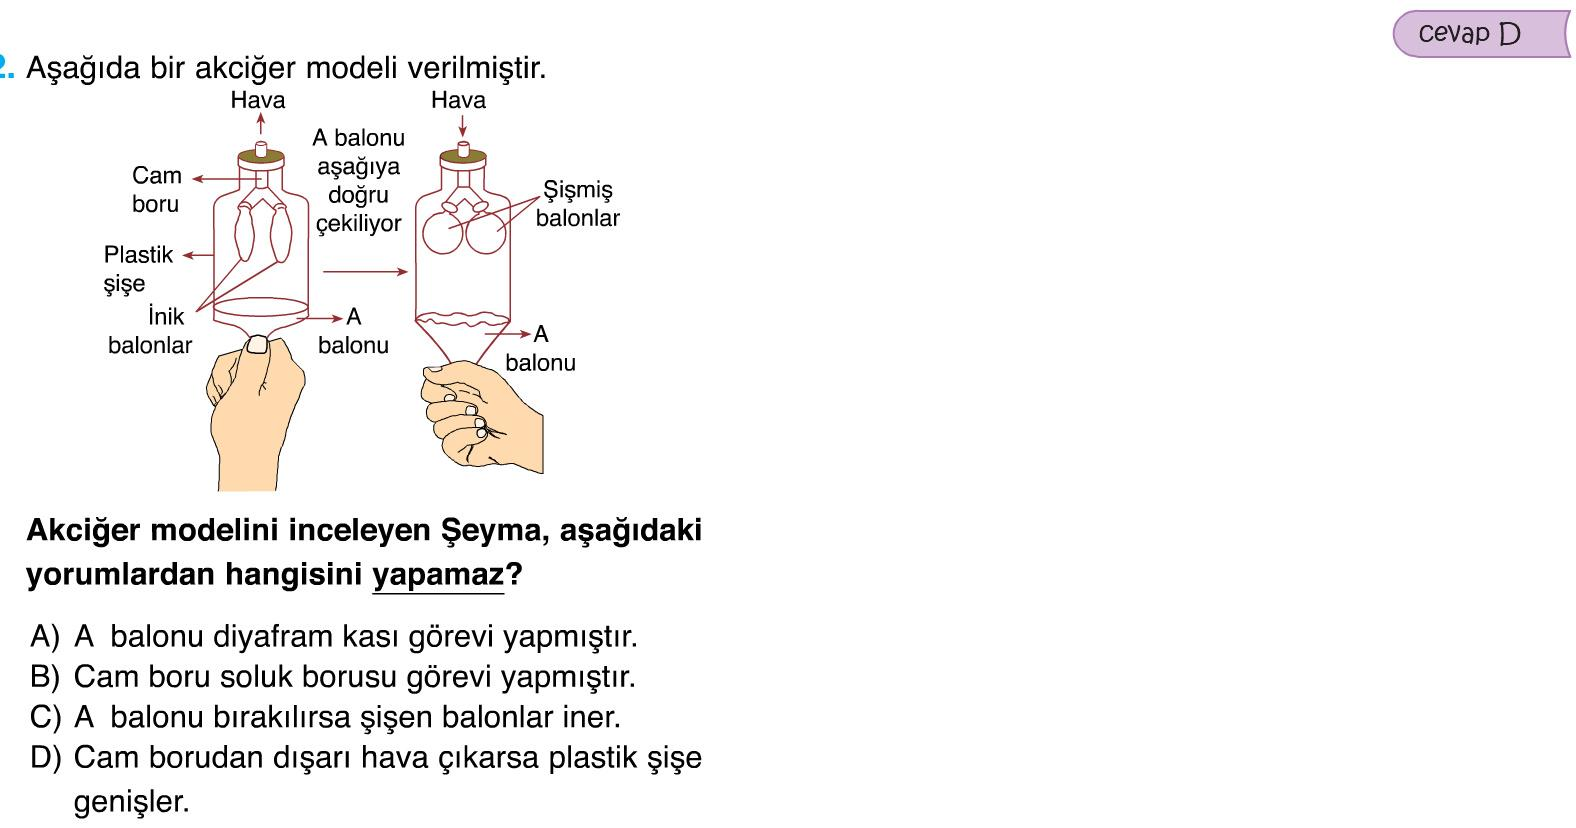 cevap D
2. Aşağıda bir akciğer modeli verilmiştir.
Hava
Hava
A balonu
aşağıya
doğru
çekiliyor
Cam
boru
Şişmiş
balonlar
Plastik
şişe
İnik
balonlar
A
balonu
A
balonu
Akciğer modelini inceleyen Şeyma, aşağıdaki
yorumlardan hangisini yapamaz?
A) A balonu diyafram kası görevi yapmıştır.
B) Cam boru soluk borusu görevi yapmıştır.
C) A balonu bırakılırsa şişen balonlar iner.
D) Cam borudan dışarı hava çıkarsa plastik şişe
genişler.